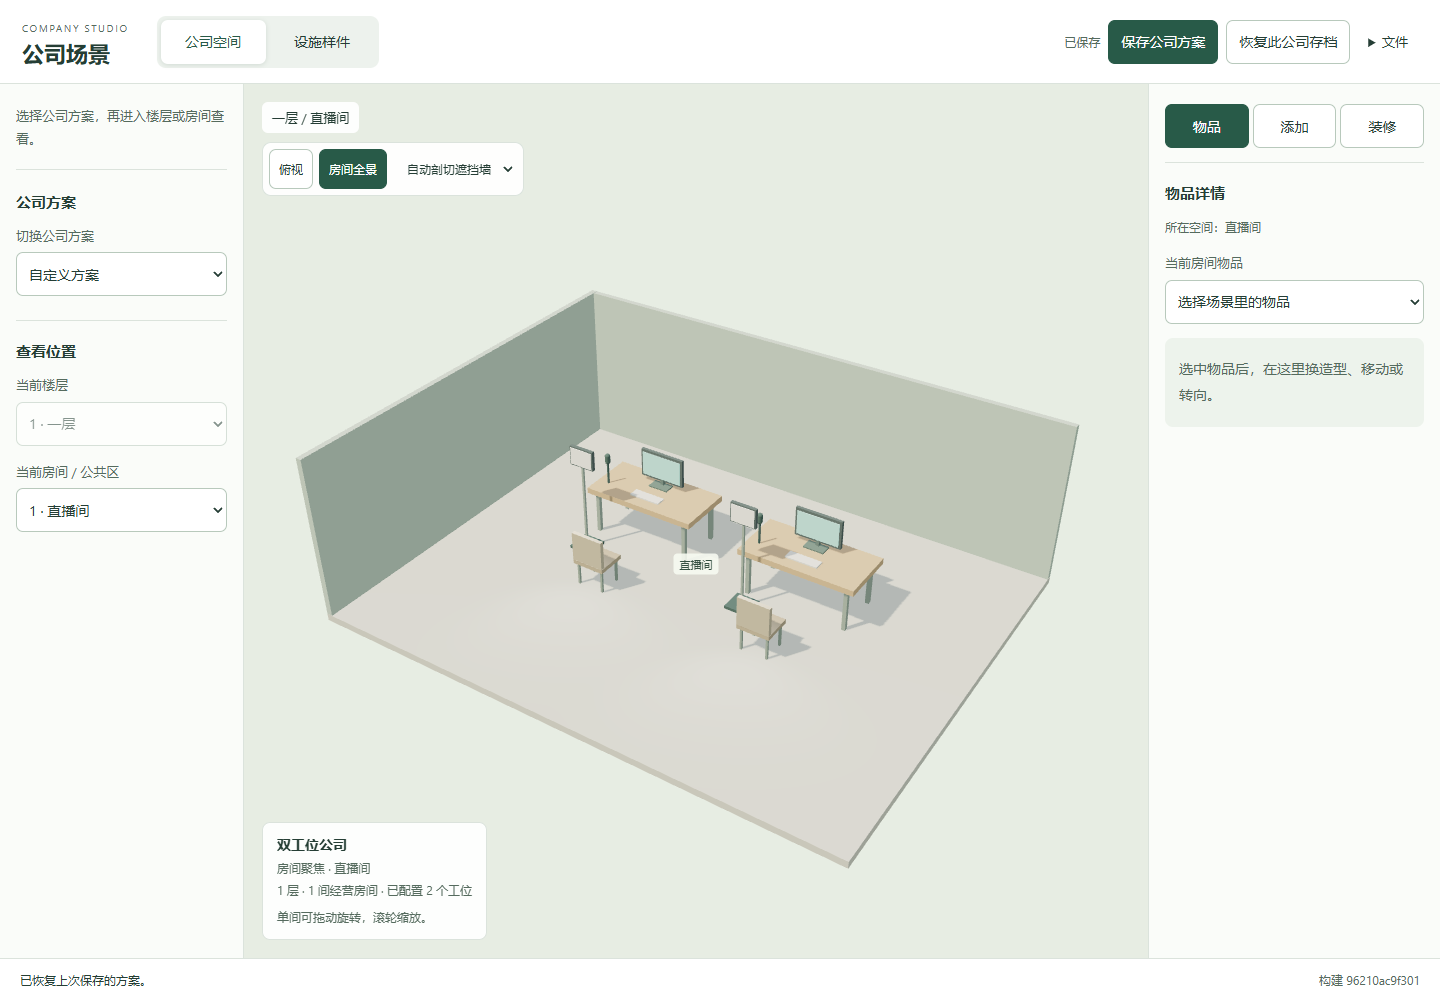 COMPANY STUDIO
公司场景
公司空间
设施样件
已保存
保存公司方案
恢复此公司存档
▶ 文件
选择公司方案，再进入楼层或房间查
看。
公司方案
切换公司方案
自定义方案
查看位置
当前楼层
1 · 一层
当前房间 / 公共区
1 · 直播间
一层 / 直播间
俯视
房间全景
自动剖切遮挡墙
直播间
双工位公司
房间聚焦 · 直播间
1 层 · 1 间经营房间 · 已配置 2 个工位
单间可拖动旋转，滚轮缩放。
物品
添加
装修
物品详情
所在空间：直播间
当前房间物品
选择场景里的物品
选中物品后，在这里换造型、移动或
转向。
已恢复上次保存的方案。
构建 96210ac9f301